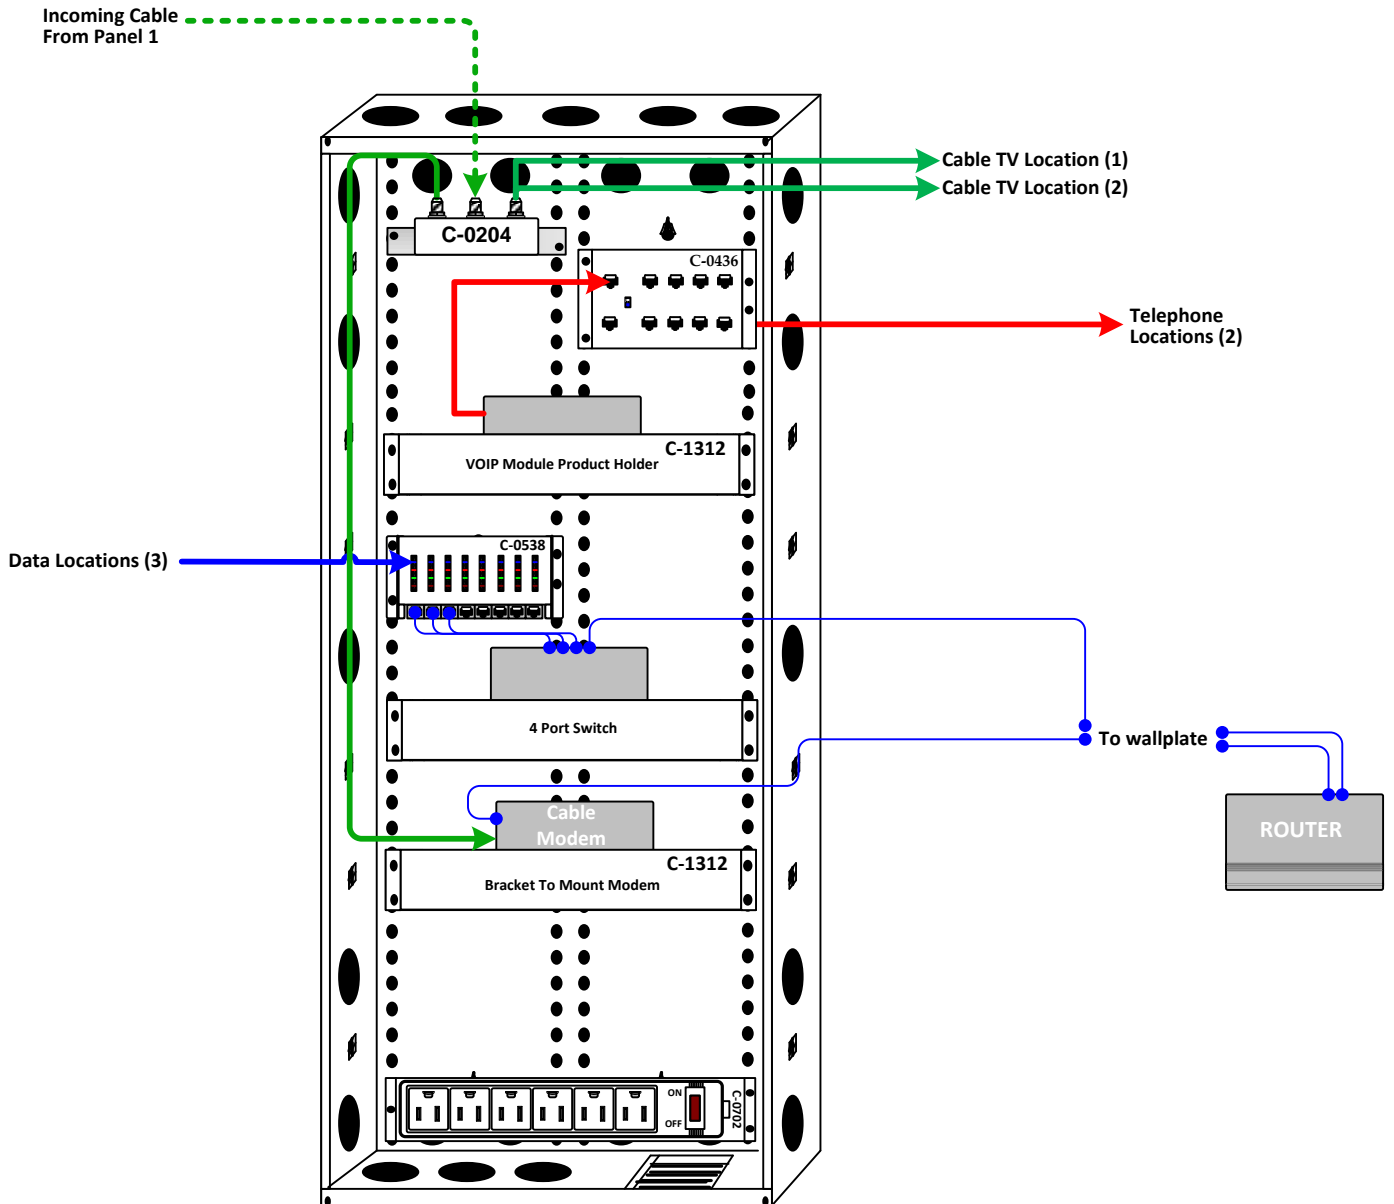 Incoming Cable
From Panel 1
Cable TV Location (1)
Cable TV Location (2)
C-0204
C-0436
Telephone
Locations (2)
C-1312
VOIP Module Product Holder
C-0538
Data Locations (3)
4 Port Switch
To wallplate
Cable
Modem
ROUTER
C-1312
Bracket To Mount Modem
ON
OFF
C-0702